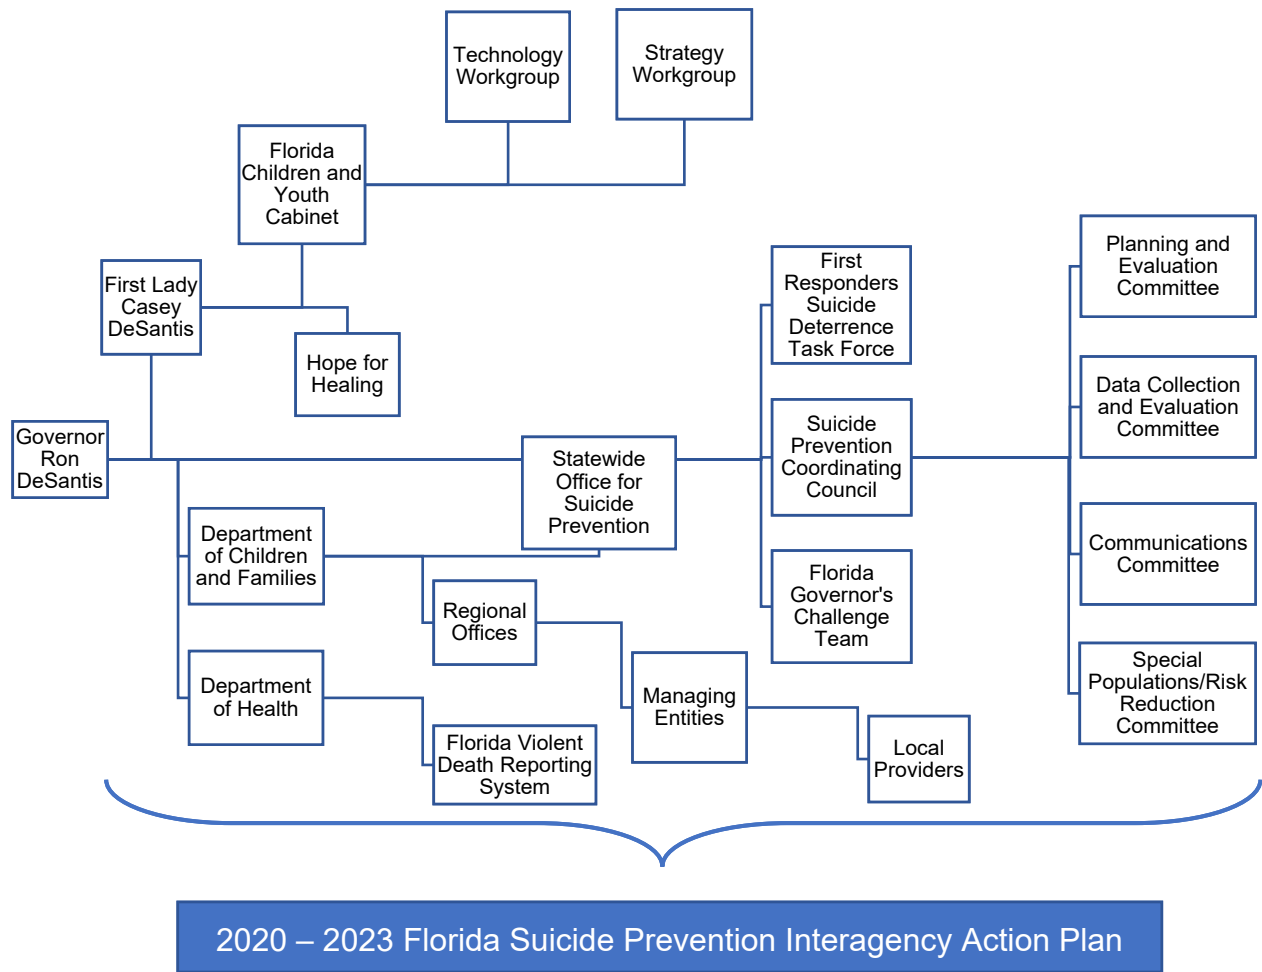 Technology
Workgroup
Strategy
Workgroup
Florida
Children and
Youth
Cabinet
First Lady
Casey
DeSantis
Hope for
Healing
Governor
Ron
DeSantis
Statewide
Office for
Suicide
Prevention
Department
of Children
and Families
Regional
Offices
Department
of Health
Florida Violent
Death Reporting
System
Managing
Entities
Local
Providers
First
Responders
Suicide
Deterrence
Task Force
Suicide
Prevention
Coordinating
Council
Florida
Governor's
Challenge
Team
Planning and
Evaluation
Committee
Data Collection
and Evaluation
Committee
Communications
Committee
Special
Populations/Risk
Reduction
Committee
2020 – 2023 Florida Suicide Prevention Interagency Action Plan